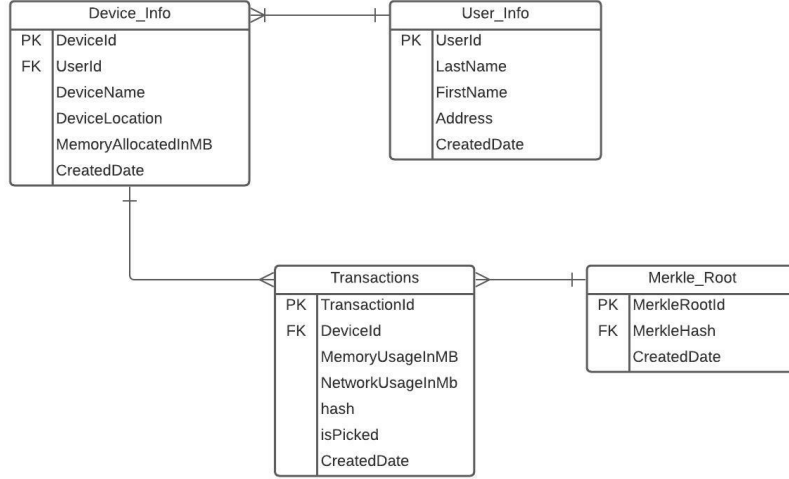 Device_Info
PK DeviceId
FK UserId
DeviceName
DeviceLocation
MemoryAllocatedInMB
CreatedDate
User_Info
PK UserId
LastName
FirstName
Address
CreatedDate
Transactions
PK TransactionId
FK DeviceId
MemoryUsageInMB
NetworkUsageInMb
hash
isPicked
CreatedDate
Merkle_Root
PK MerkleRootId
FK MerkleHash
CreatedDate